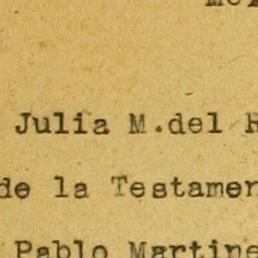 Julia M.del R
de la Testamen
Pablo Martine